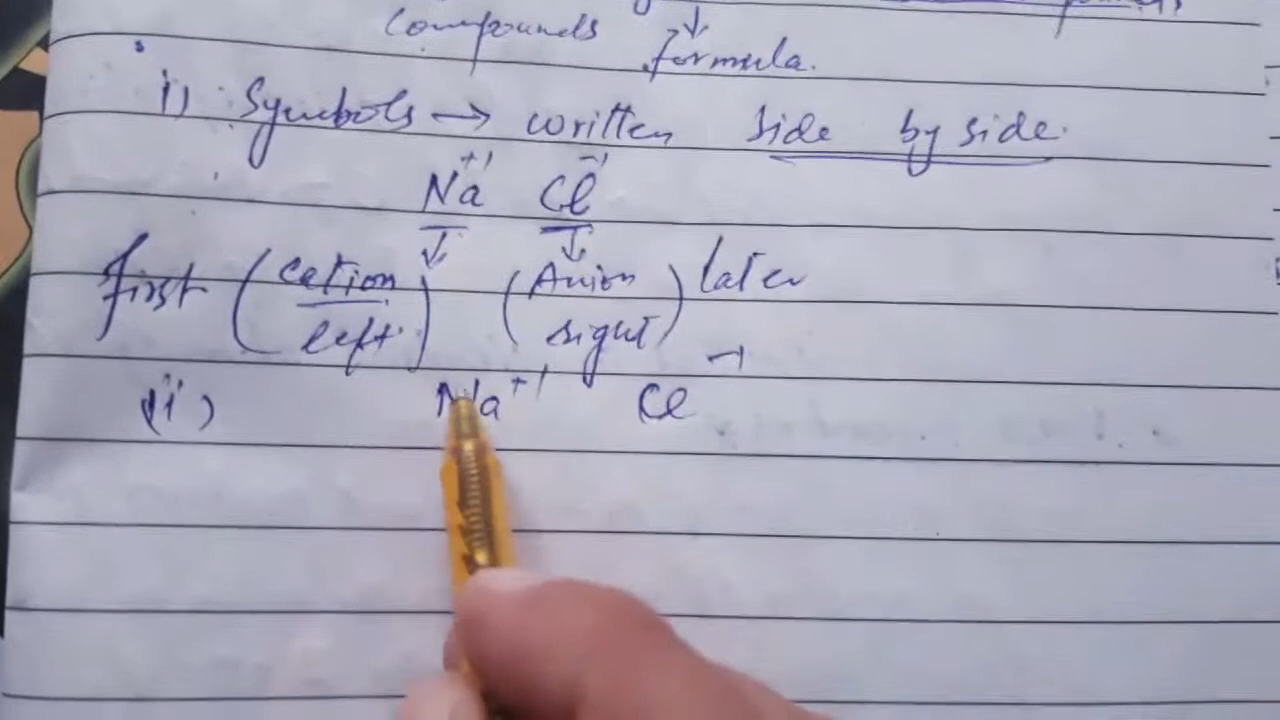 Compounds formula.
i) Symbols → written side by side.
Na⁺¹ Cl⁻¹
↓ ↓
first (cation left) (Anion right) later
(ii) Na⁺¹ Cl⁻¹